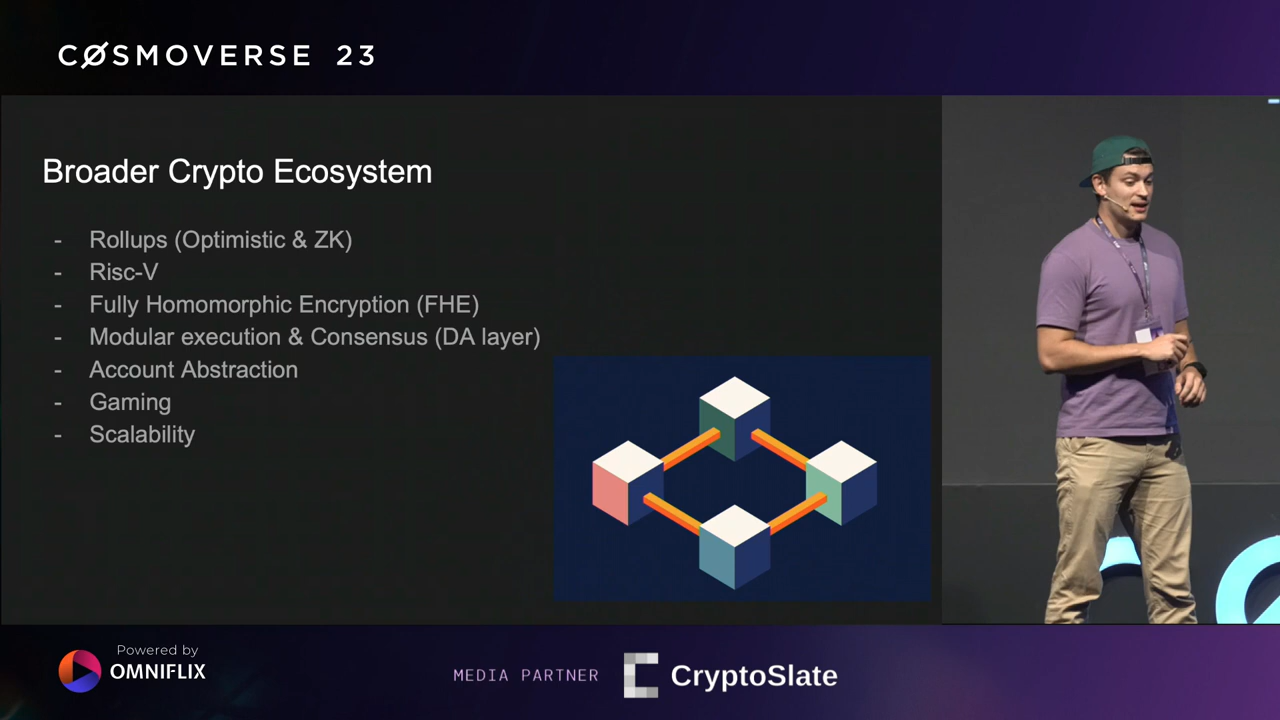 CØSMOVERSE 23
Broader Crypto Ecosystem
- Rollups (Optimistic & ZK)
- Risc-V
- Fully Homomorphic Encryption (FHE)
- Modular execution & Consensus (DA layer)
- Account Abstraction
- Gaming
- Scalability
Powered by
OMNIFLIX
MEDIA PARTNER
CryptoSlate